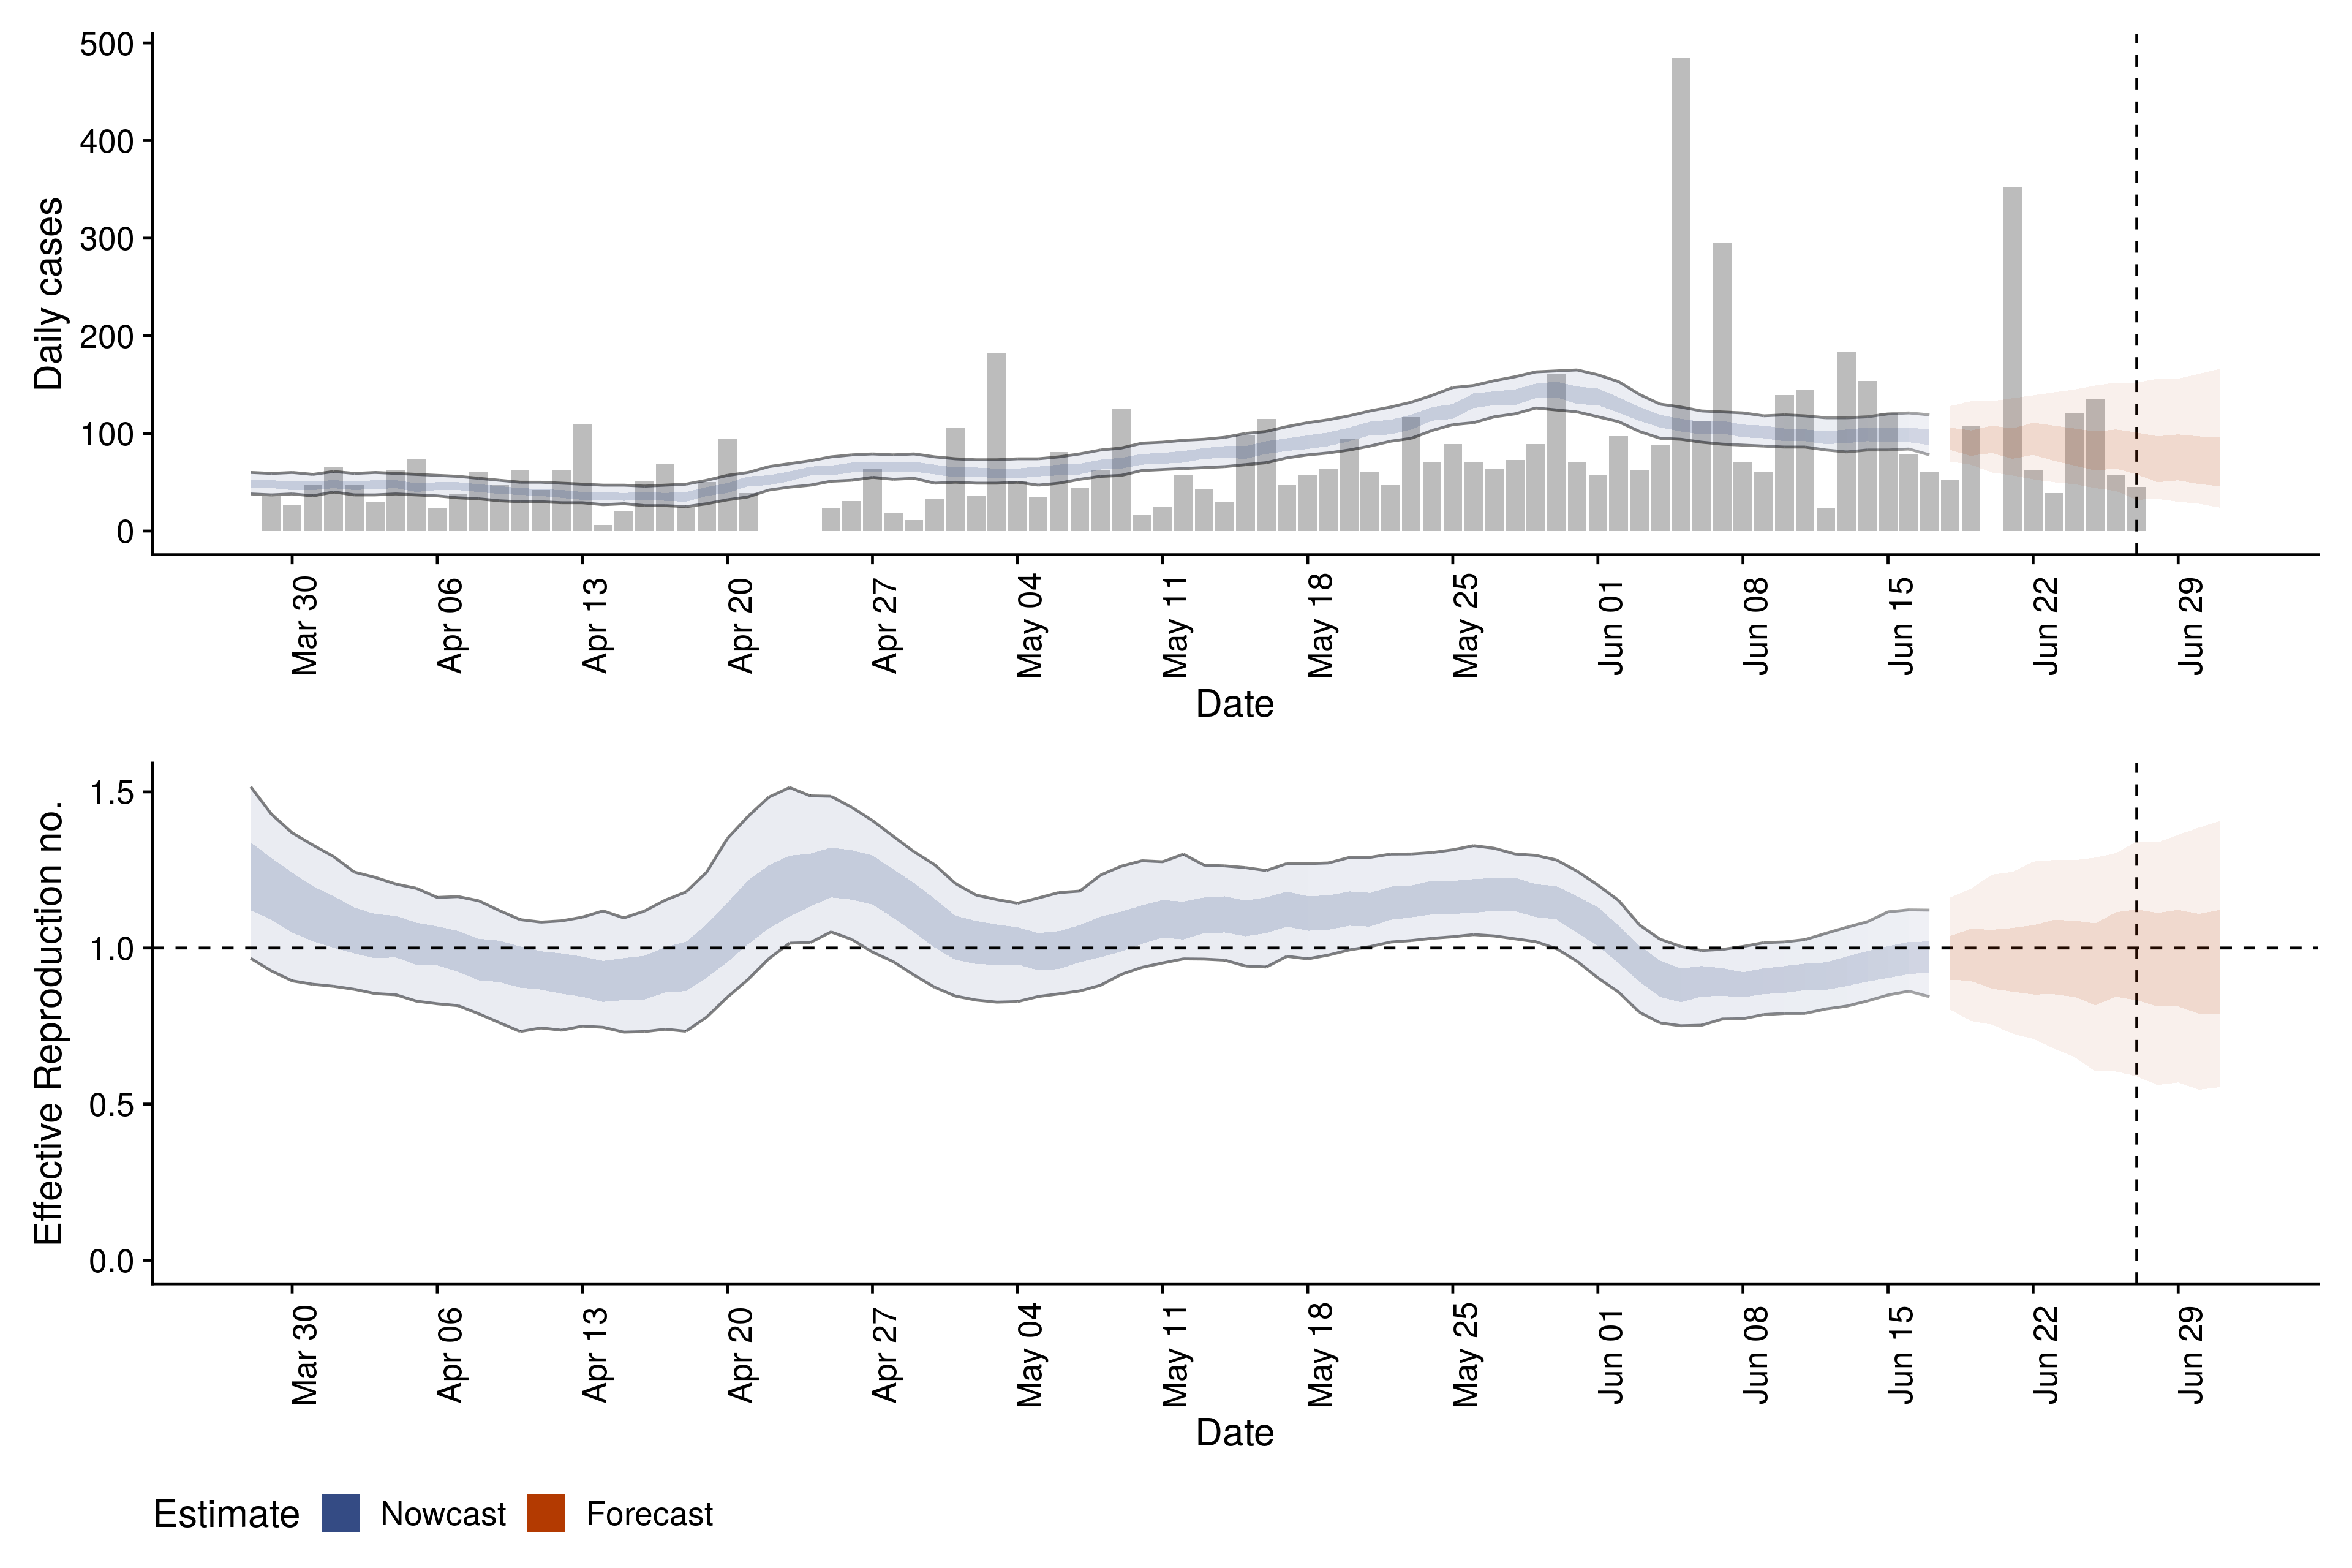 500
400
300
200
100
0
Daily cases
Mar 30
Apr 06
Apr 13
Apr 20
Apr 27
May 04
May 11
May 18
May 25
Jun 01
Jun 08
Jun 15
Jun 22
Jun 29
Date
1.5
1.0
0.5
0.0
Effective Reproduction no.
Mar 30
Apr 06
Apr 13
Apr 20
Apr 27
May 04
May 11
May 18
May 25
Jun 01
Jun 08
Jun 15
Jun 22
Jun 29
Date
Estimate Nowcast Forecast